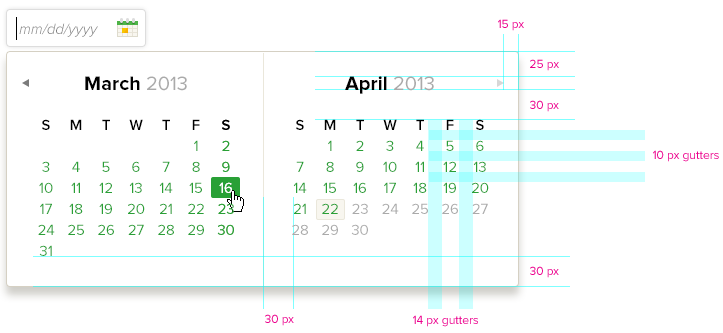 mm/dd/yyyy
15 px
25 px
March 2013
April 2013
30 px
S M T W T F S
1 2
3 4 5 6 7 8 9
10 11 12 13 14 15 16
17 18 19 20 21 22 23
24 25 26 27 28 29 30
31
S M T W T F S
1 2 3 4 5 6
7 8 9 10 11 12 13
14 15 16 17 18 19 20
21 22 23 24 25 26 27
28 29 30
10 px gutters
30 px
30 px
14 px gutters